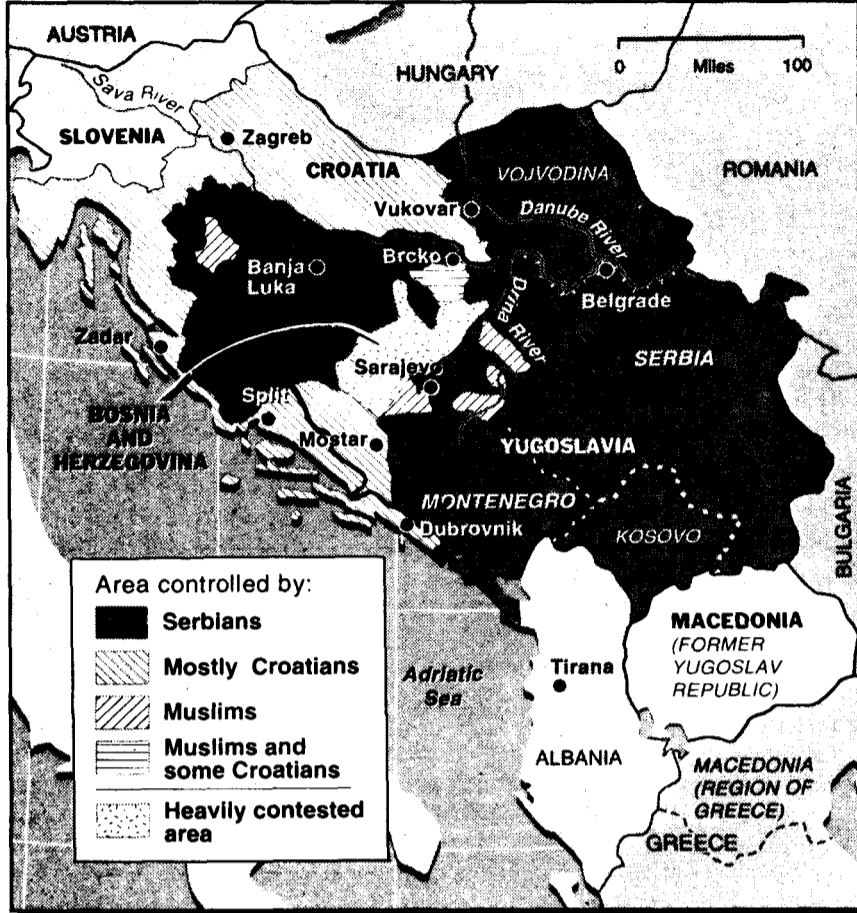 AUSTRIA
HUNGARY
0 Miles 100
Sava River
SLOVENIA
Zagreb
CROATIA
VOJVODINA
ROMANIA
Vukovar
Danube River
Banja
Luka
Brcko
Belgrade
Drina River
Zadar
SERBIA
Sarajevo
Split
BOSNIA
AND
HERZEGOVINA
Mostar
YUGOSLAVIA
MONTENEGRO
Dubrovnik
KOSOVO
BULGARIA
Area controlled by:
Serbians
Mostly Croatians
Muslims
Muslims and
some Croatians
Heavily contested
area
Adriatic
Sea
Tirana
ALBANIA
MACEDONIA
(FORMER
YUGOSLAV
REPUBLIC)
MACEDONIA
(REGION OF
GREECE)
GREECE